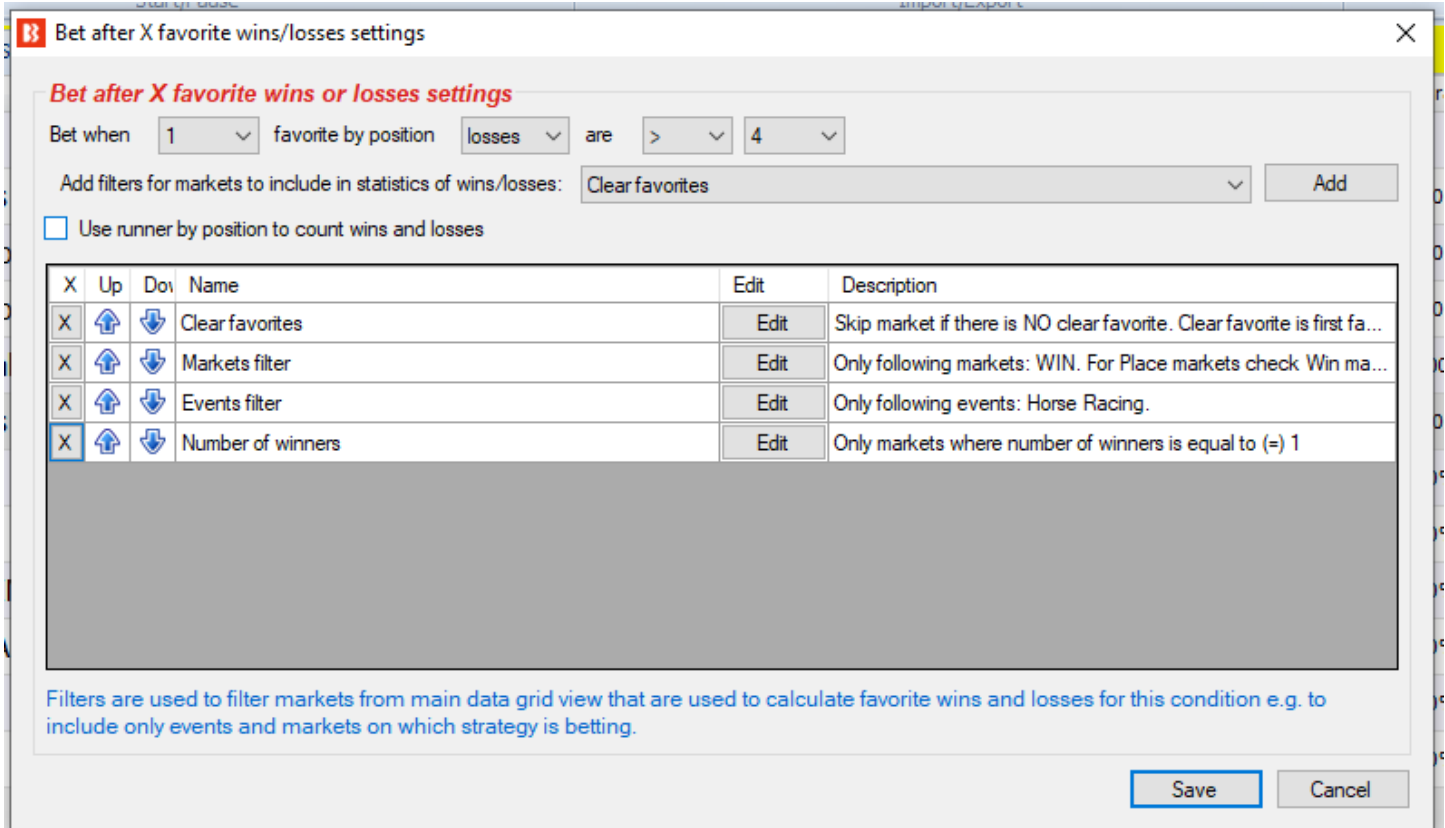 Start/Pause Import/Export
Bet after X favorite wins/losses settings
Bet after X favorite wins or losses settings
Bet when 1 favorite by position losses are > 4
Add filters for markets to include in statistics of wins/losses: Clear favorites Add
Use runner by position to count wins and losses
X Up Dov Name Edit Description
X Clear favorites Edit Skip market if there is NO clear favorite. Clear favorite is first fa...
X Markets filter Edit Only following markets: WIN. For Place markets check Win ma...
X Events filter Edit Only following events: Horse Racing.
X Number of winners Edit Only markets where number of winners is equal to (=) 1
Filters are used to filter markets from main data grid view that are used to calculate favorite wins and losses for this condition e.g. to
include only events and markets on which strategy is betting.
Save Cancel